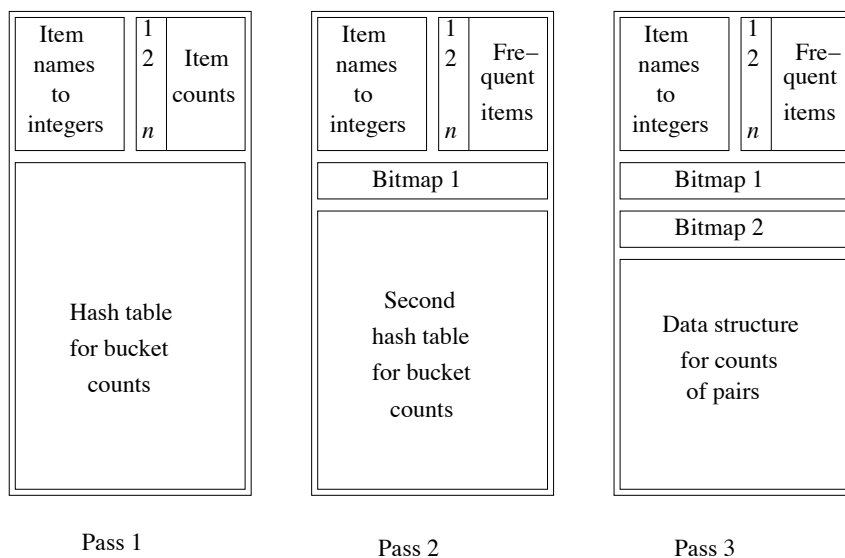 Item
names
to
integers
1
2
n
Item
counts
Hash table
for bucket
counts
Pass 1
Item
names
to
integers
1
2
n
Fre–
quent
items
Bitmap 1
Second
hash table
for bucket
counts
Pass 2
Item
names
to
integers
1
2
n
Fre–
quent
items
Bitmap 1
Bitmap 2
Data structure
for counts
of pairs
Pass 3